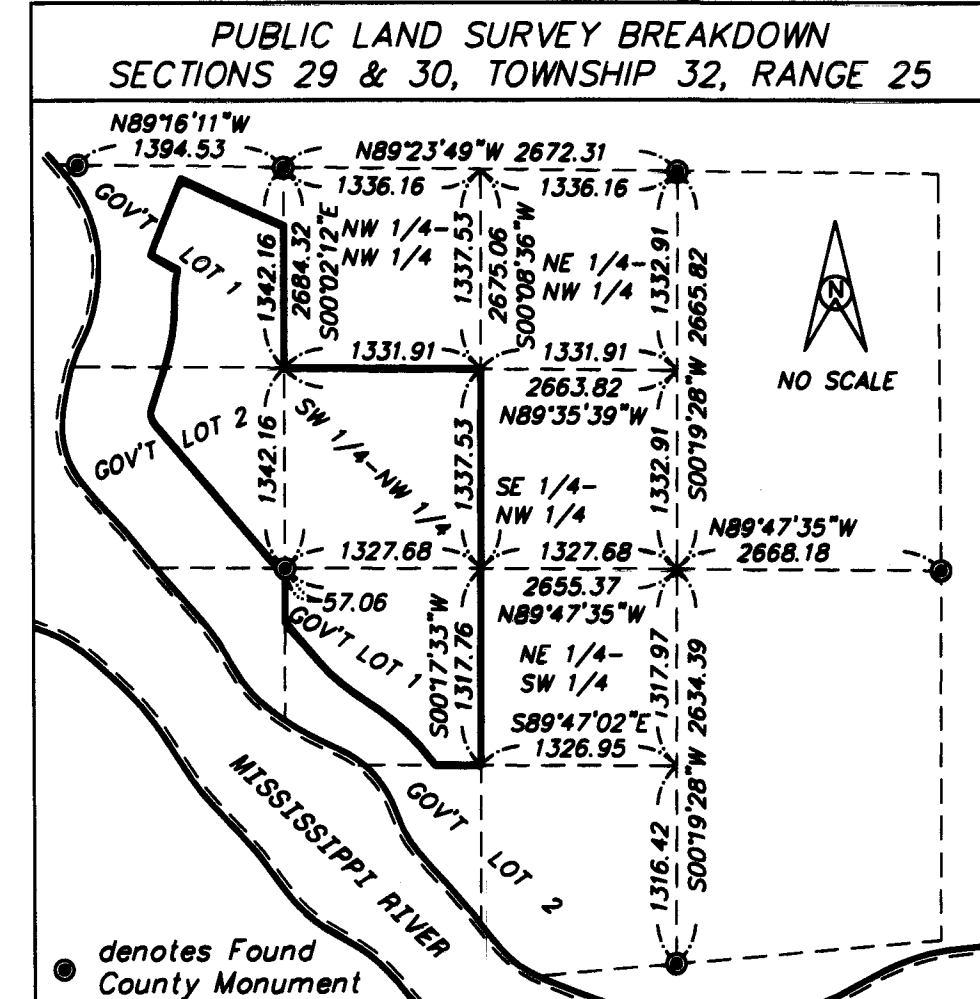 PUBLIC LAND SURVEY BREAKDOWN
SECTIONS 29 & 30, TOWNSHIP 32, RANGE 25
N89°16'11"W
1394.53
N89°23'49"W 2672.31
1336.16
1336.16
GOV'T
LOT 1
1342.16
2684.32
S00°02'12"E
NW 1/4-
NW 1/4
1337.53
2675.06
S00°08'36"W
NE 1/4-
NW 1/4
1332.91
2665.82
S00°19'28"W
N
NO SCALE
1331.91
1331.91
2663.82
N89°35'39"W
GOV'T LOT 2
1342.16
SW 1/4-NW 1/4
1337.53
SE 1/4-
NW 1/4
1332.91
N89°47'35"W
2668.18
1327.68
1327.68
2655.37
N89°47'35"W
57.06
GOV'T LOT 1
S00°17'33"W
1317.76
NE 1/4-
SW 1/4
1317.97
2634.39
S00°19'28"W
S89°47'02"E
1326.95
GOV'T
LOT 2
1316.42
MISSISSIPPI RIVER
denotes Found
County Monument